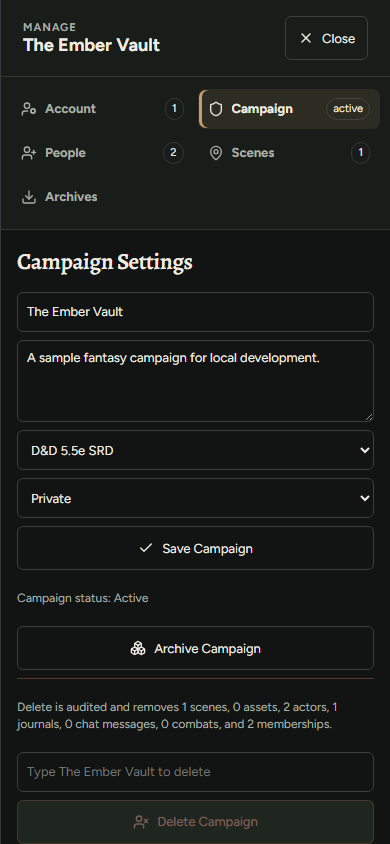 MANAGE
The Ember Vault
Close
Account 1
Campaign active
People 2
Scenes 1
Archives
Campaign Settings
The Ember Vault
A sample fantasy campaign for local development.
D&D 5.5e SRD
Private
Save Campaign
Campaign status: Active
Archive Campaign
Delete is audited and removes 1 scenes, 0 assets, 2 actors, 1
journals, 0 chat messages, 0 combats, and 2 memberships.
Type The Ember Vault to delete
Delete Campaign